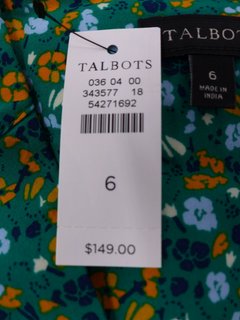 TALBOTS
036 04 00
343577 18
54271692
6
$149.00
TALBOTS
6
MADE IN
INDIA